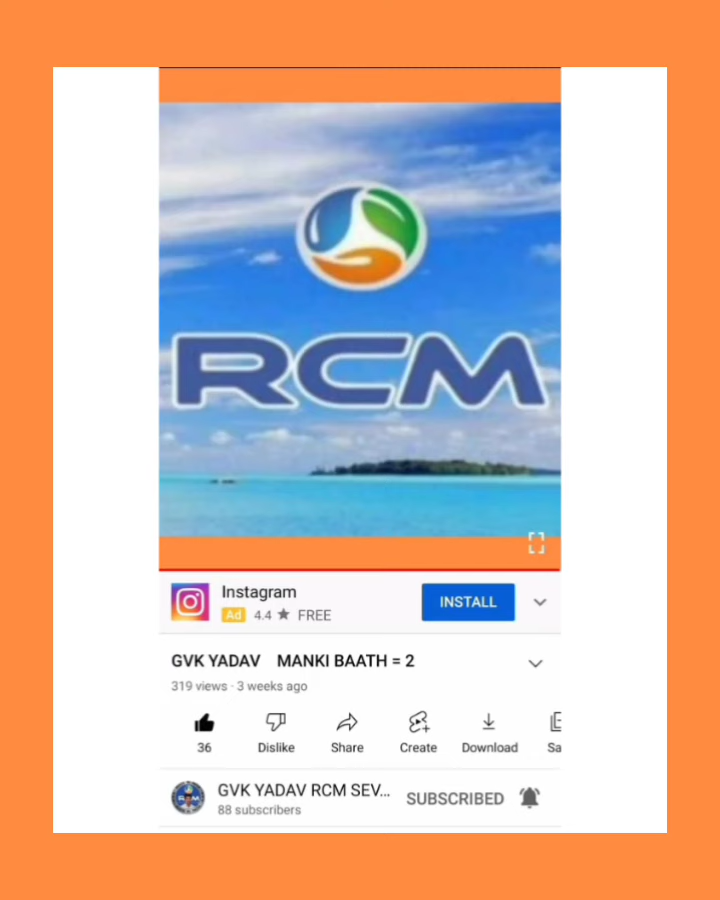 RCM
Instagram
INSTALL
Ad 4.4 ★ FREE
GVK YADAV MANKI BAATH = 2
319 views · 3 weeks ago
36 Dislike Share Create Download Sa
GVK YADAV RCM SEV... SUBSCRIBED
88 subscribers